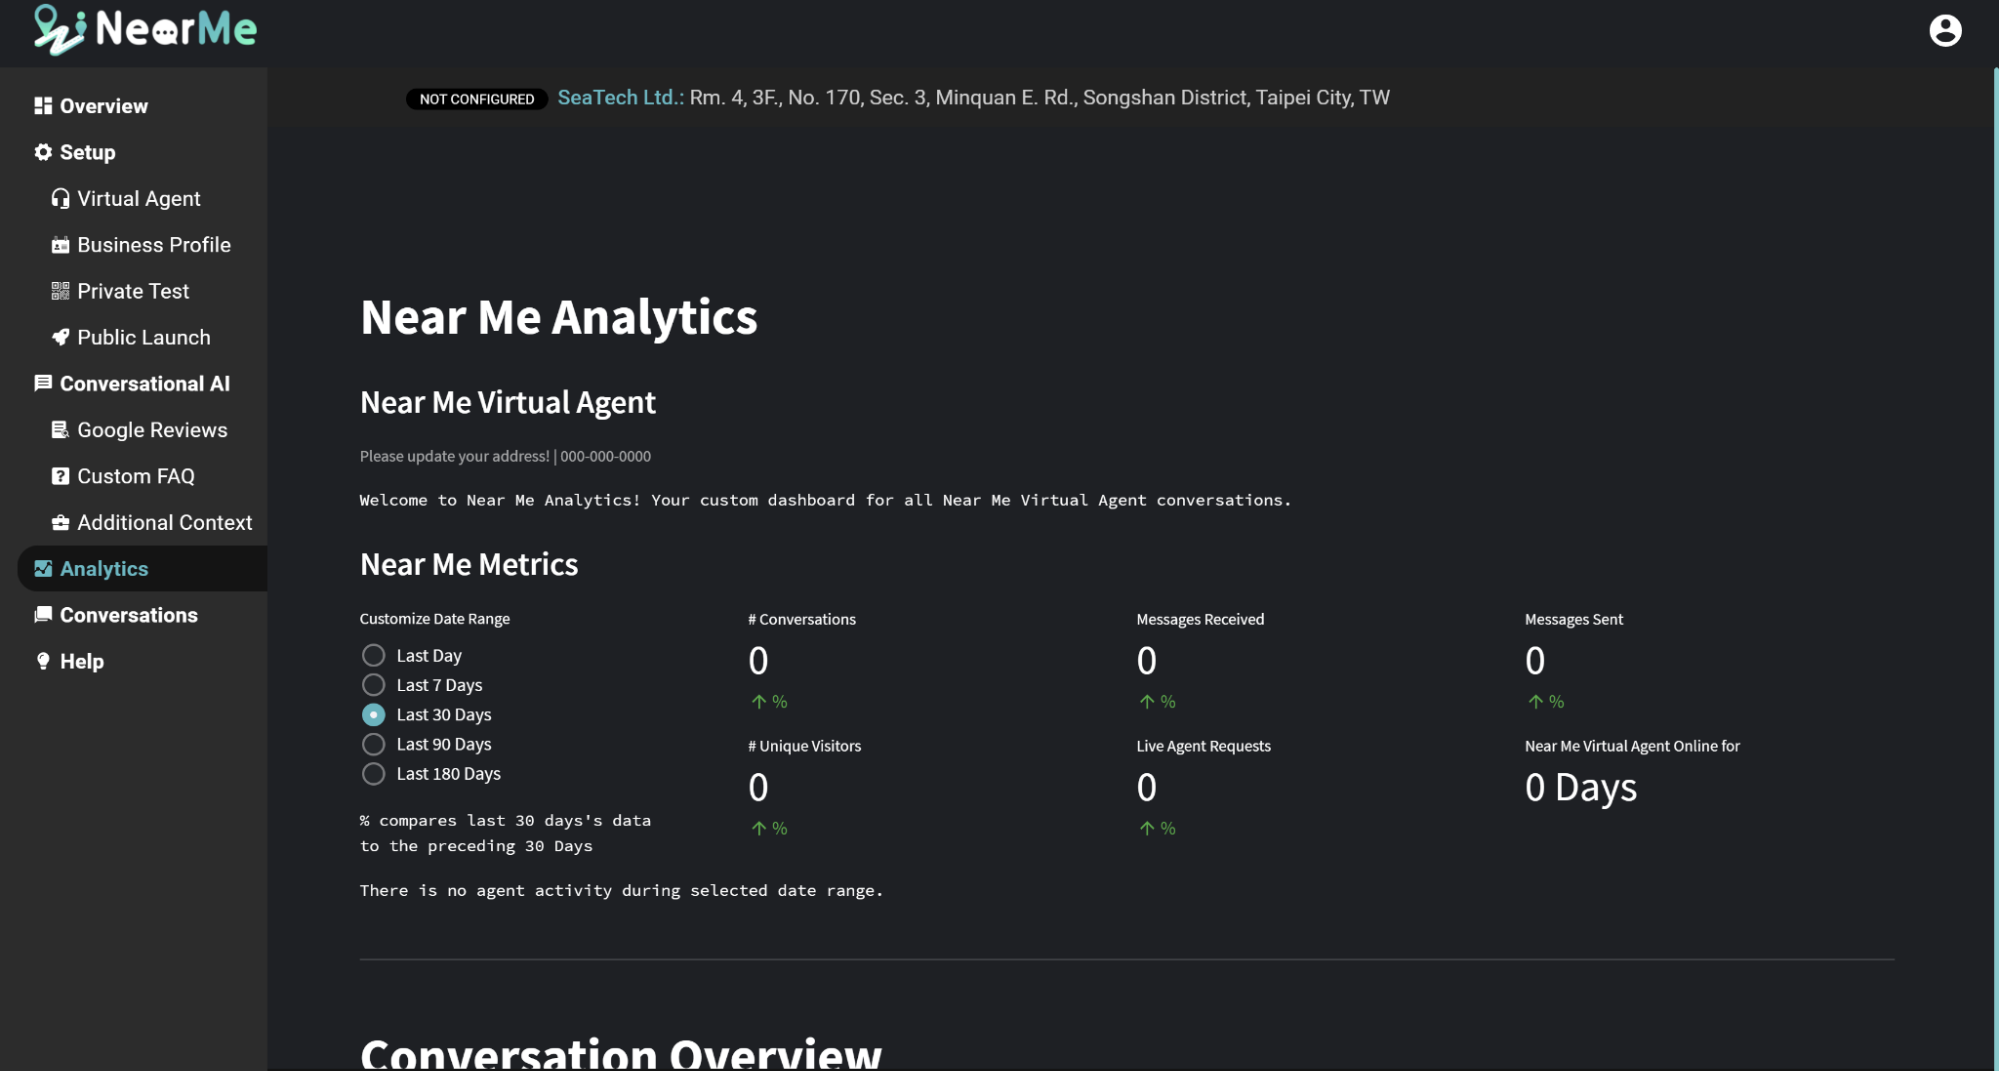 NearMe
NOT CONFIGURED SeaTech Ltd.: Rm. 4, 3F., No. 170, Sec. 3, Minquan E. Rd., Songshan District, Taipei City, TW
Overview
Setup
Virtual Agent
Business Profile
Private Test
Public Launch
Conversational AI
Google Reviews
Custom FAQ
Additional Context
Analytics
Conversations
Help
Near Me Analytics
Near Me Virtual Agent
Please update your address! | 000-000-0000
Welcome to Near Me Analytics! Your custom dashboard for all Near Me Virtual Agent conversations.
Near Me Metrics
Customize Date Range
Last Day
Last 7 Days
Last 30 Days
Last 90 Days
Last 180 Days
% compares last 30 days's data
to the preceding 30 Days
There is no agent activity during selected date range.
# Conversations
0
↑ %
Messages Received
0
↑ %
Messages Sent
0
↑ %
# Unique Visitors
0
↑ %
Live Agent Requests
0
↑ %
Near Me Virtual Agent Online for
0 Days
Conversation Overview